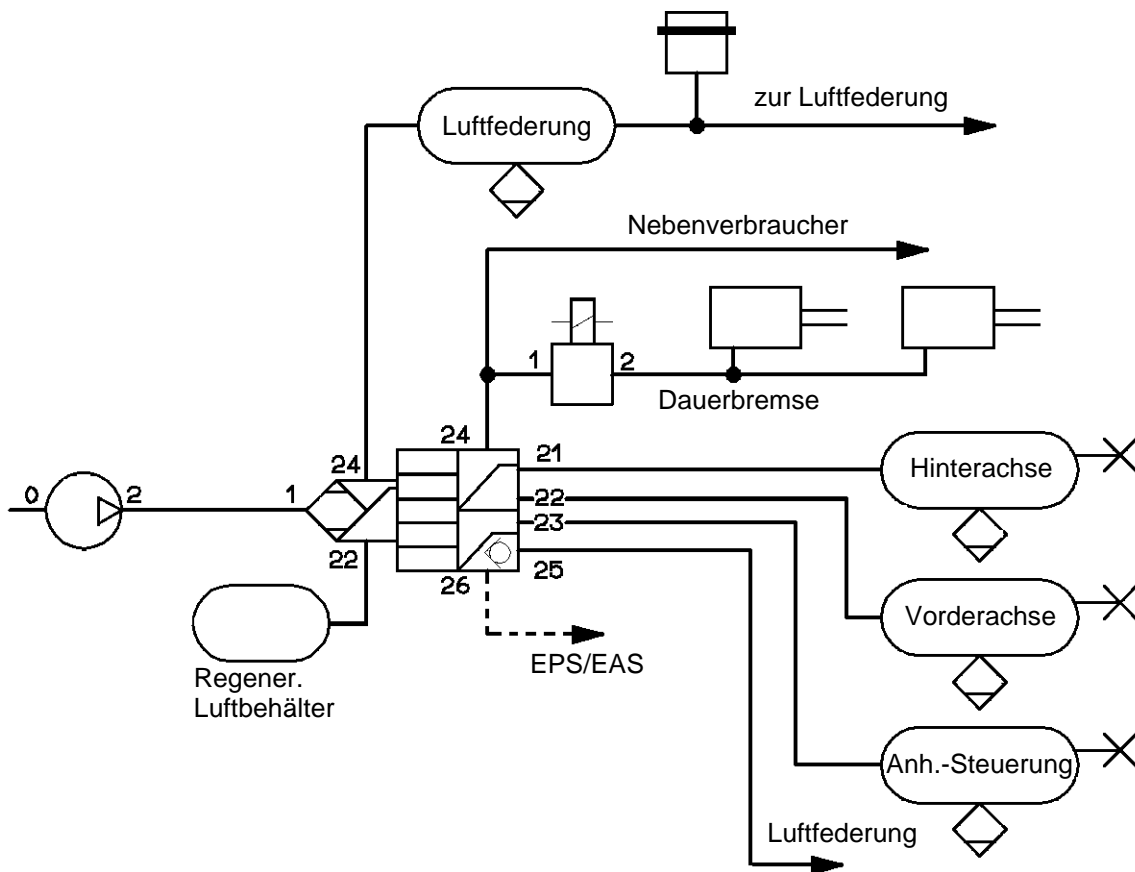 Luftfederung
zur Luftfederung
Nebenverbraucher
1
2
Dauerbremse
24
21
Hinterachse
24
0
2
1
22
23
22
26
25
Vorderachse
EPS/EAS
Regener.
Luftbehälter
Anh.-Steuerung
Luftfederung